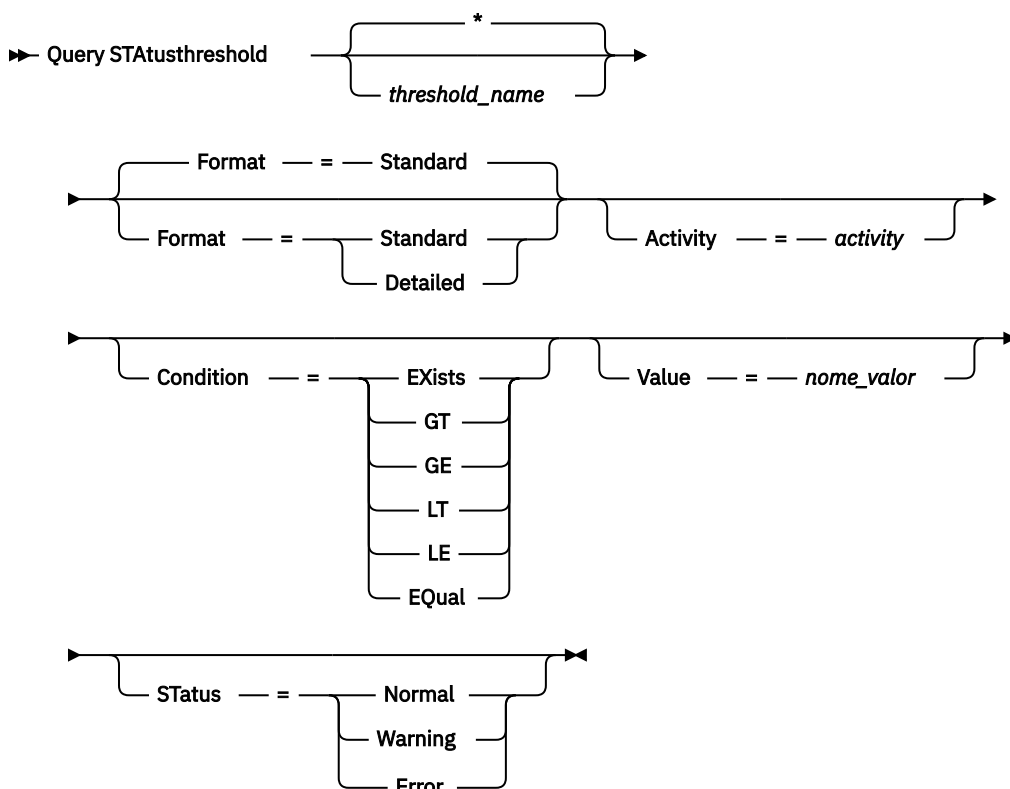 *
Query STAtusthreshold
threshold_name
Format = Standard
Format = Standard
Detailed
Activity = activity
Condition = EXists
GT
GE
LT
LE
EQual
Value = nome_valor
STatus = Normal
Warning
Error